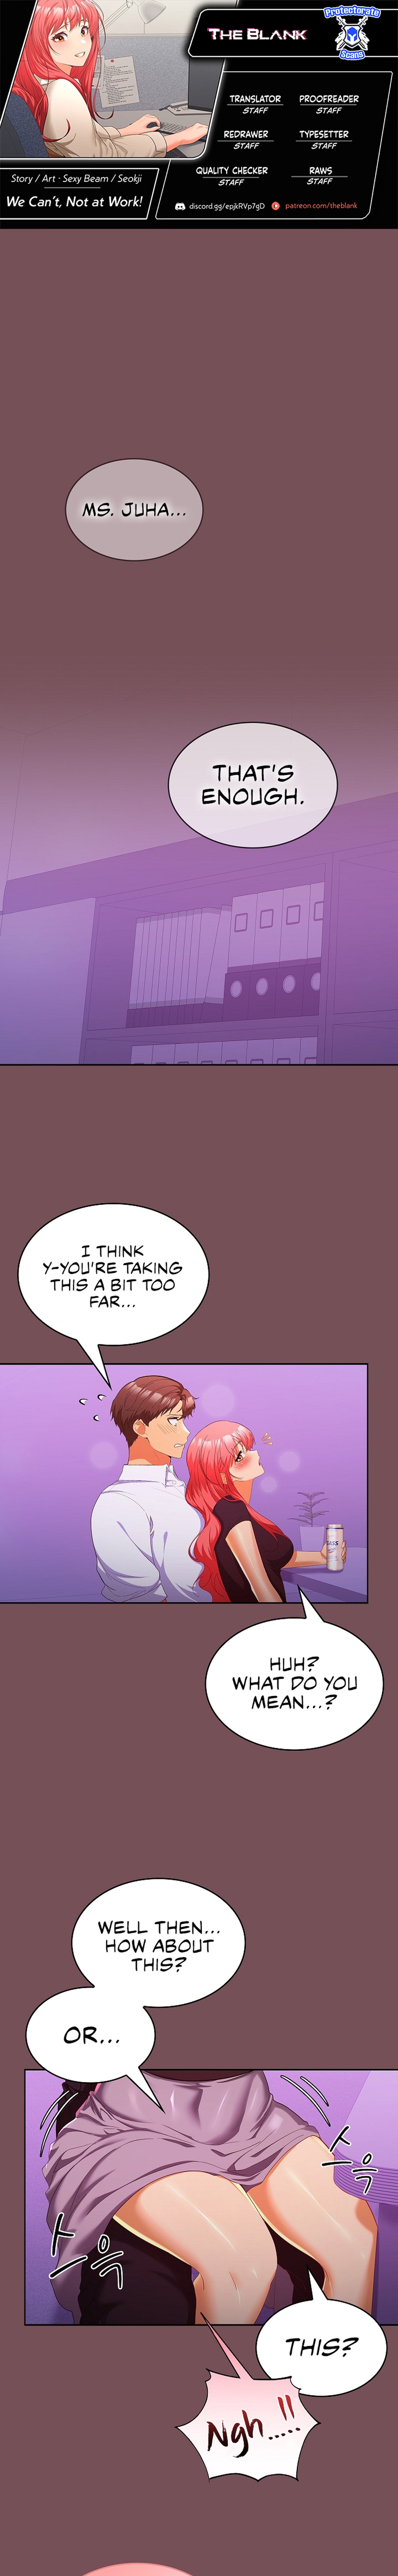 THE BLANK
Protectorate
Scans
TRANSLATOR
STAFF
PROOFREADER
STAFF
REDRAWER
STAFF
TYPESETTER
STAFF
QUALITY CHECKER
STAFF
RAWS
STAFF
Story / Art · Sexy Beam / Seokji
We Can't, Not at Work!
discord.gg/epjkRVp7gD
patreon.com/theblank
MS. JUHA...
THAT'S
ENOUGH.
I THINK
Y-YOU'RE TAKING
THIS A BIT TOO
FAR...
HUH?
WHAT DO YOU
MEAN...?
WELL THEN...
HOW ABOUT
THIS?
OR...
스윽
스윽
THIS?
Ngh.....!!